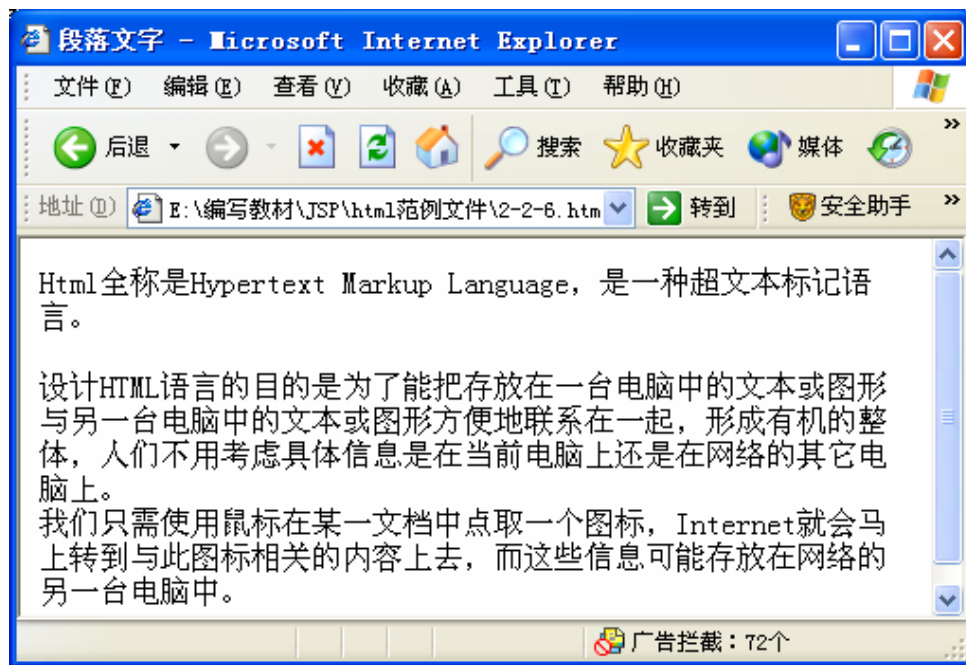 段落文字 - Microsoft Internet Explorer
文件(F) 编辑(E) 查看(V) 收藏(A) 工具(T) 帮助(H)
后退 搜索 收藏夹 媒体 »
地址(D) E:\编写教材\JSP\html范例文件\2-2-6.htm 转到 安全助手 »
Html全称是Hypertext Markup Language，是一种超文本标记语
言。
设计HTML语言的目的是为了能把存放在一台电脑中的文本或图形
与另一台电脑中的文本或图形方便地联系在一起，形成有机的整
体，人们不用考虑具体信息是在当前电脑上还是在网络的其它电
脑上。
我们只需使用鼠标在某一文档中点取一个图标，Internet就会马
上转到与此图标相关的内容上去，而这些信息可能存放在网络的
另一台电脑中。
广告拦截：72个